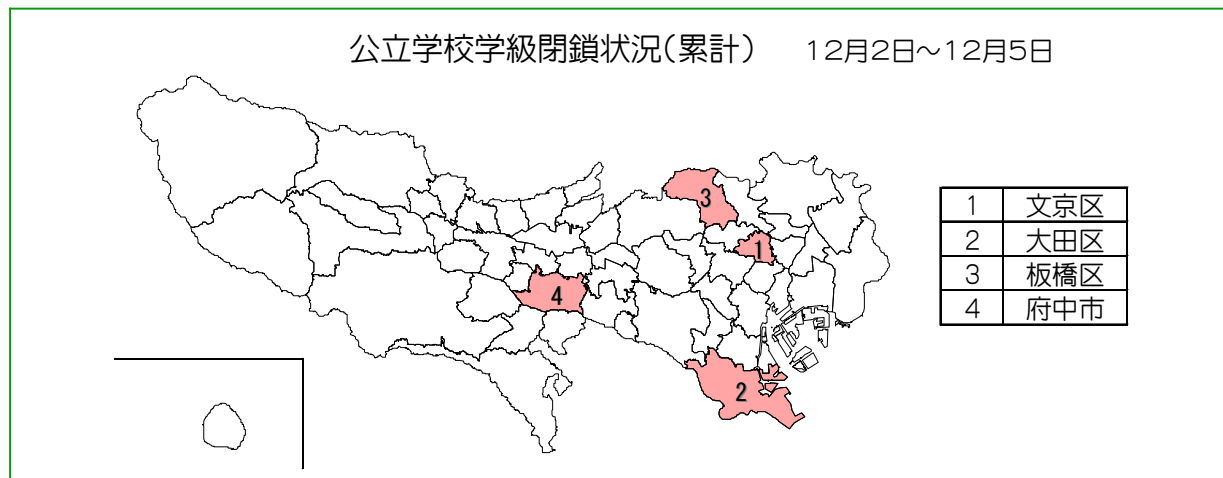 公立学校学級閉鎖状況(累計) 12月2日～12月5日
3
1
4
2
1 文京区
2 大田区
3 板橋区
4 府中市